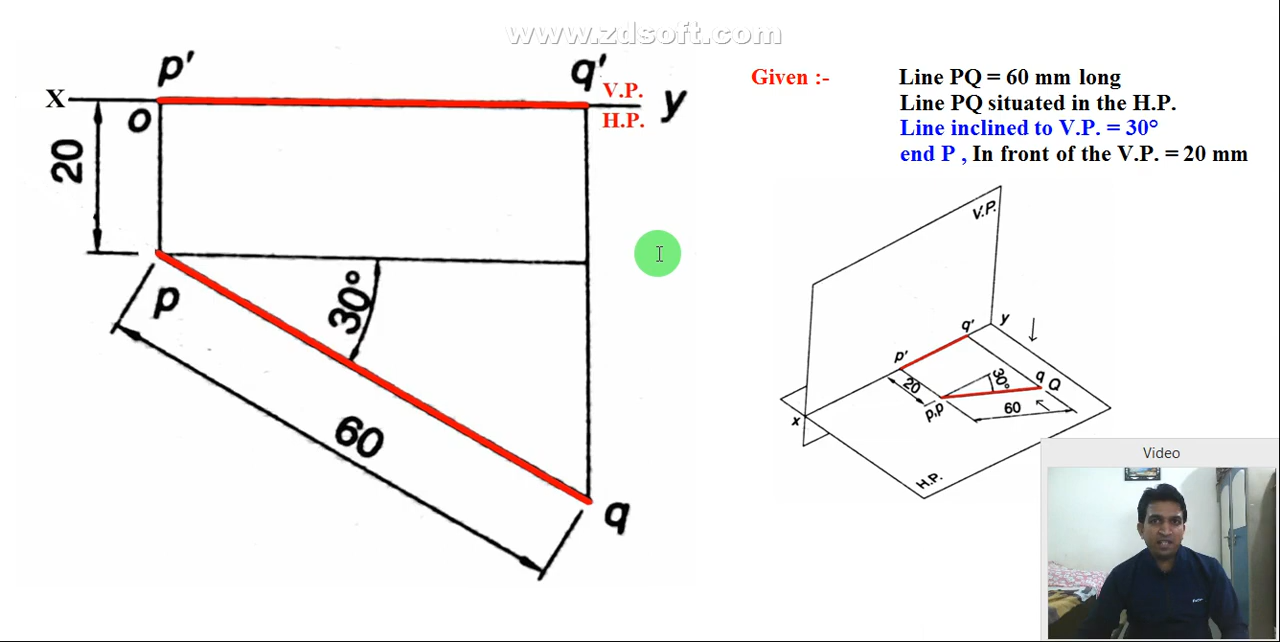 www.zdsoft.com
p'
q'
X
V.P.
y
O
H.P.
20
30°
p
60
q
Given :-
Line PQ = 60 mm long
Line PQ situated in the H.P.
Line inclined to V.P. = 30°
end P , In front of the V.P. = 20 mm
V.P.
y
q'
p'
30°
q Q
20
p,P
60
x
H.P.
Video